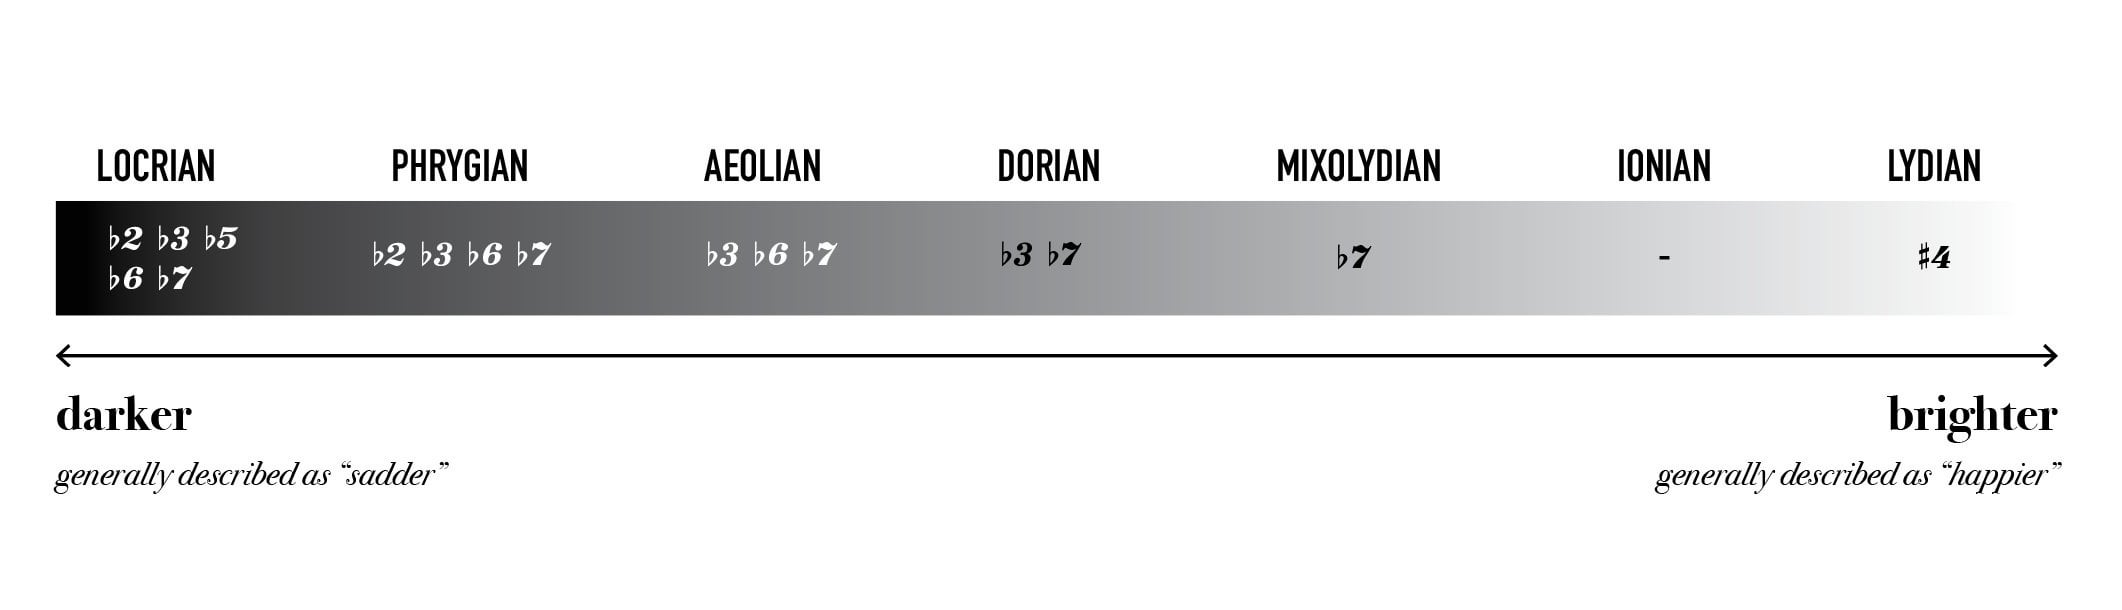 LOCRIAN PHRYGIAN AEOLIAN DORIAN MIXOLYDIAN IONIAN LYDIAN
♭2 ♭3 ♭5
♭6 ♭7
♭2 ♭3 ♭6 ♭7
♭3 ♭6 ♭7
♭3 ♭7
♭7
-
♯4
darker
generally described as “sadder”
brighter
generally described as “happier”